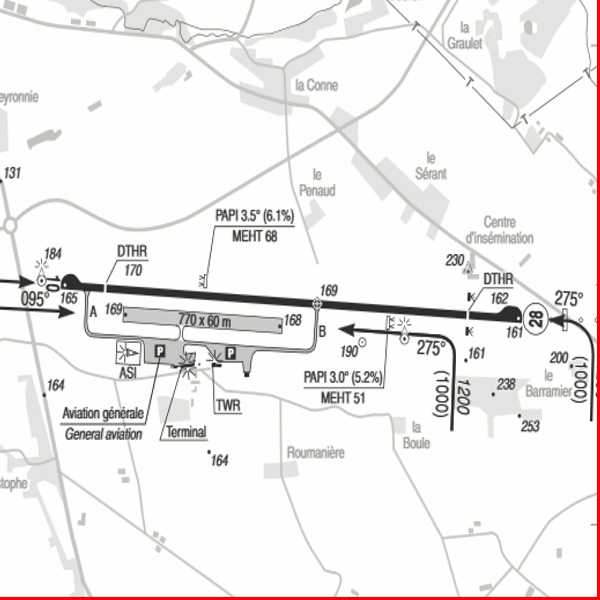 la
Graulet
la Conne
eyronnie
le
Sérant
131
le
Penaud
PAPI 3.5° (6.1%)
MEHT 68
Centre
d'insémination
184
DTHR
170
230
DTHR
10
165
095°
169
162
275°
A
169
770 x 60 m
168
B
161
28
275°
190
161
200
ASI
P
P
PAPI 3.0° (5.2%)
MEHT 51
(1000)
1200
238
le
Barramier
(1000)
164
Aviation générale
General aviation
Terminal
TWR
253
la
Boule
164
Roumanière
stophe
T
T
T
T